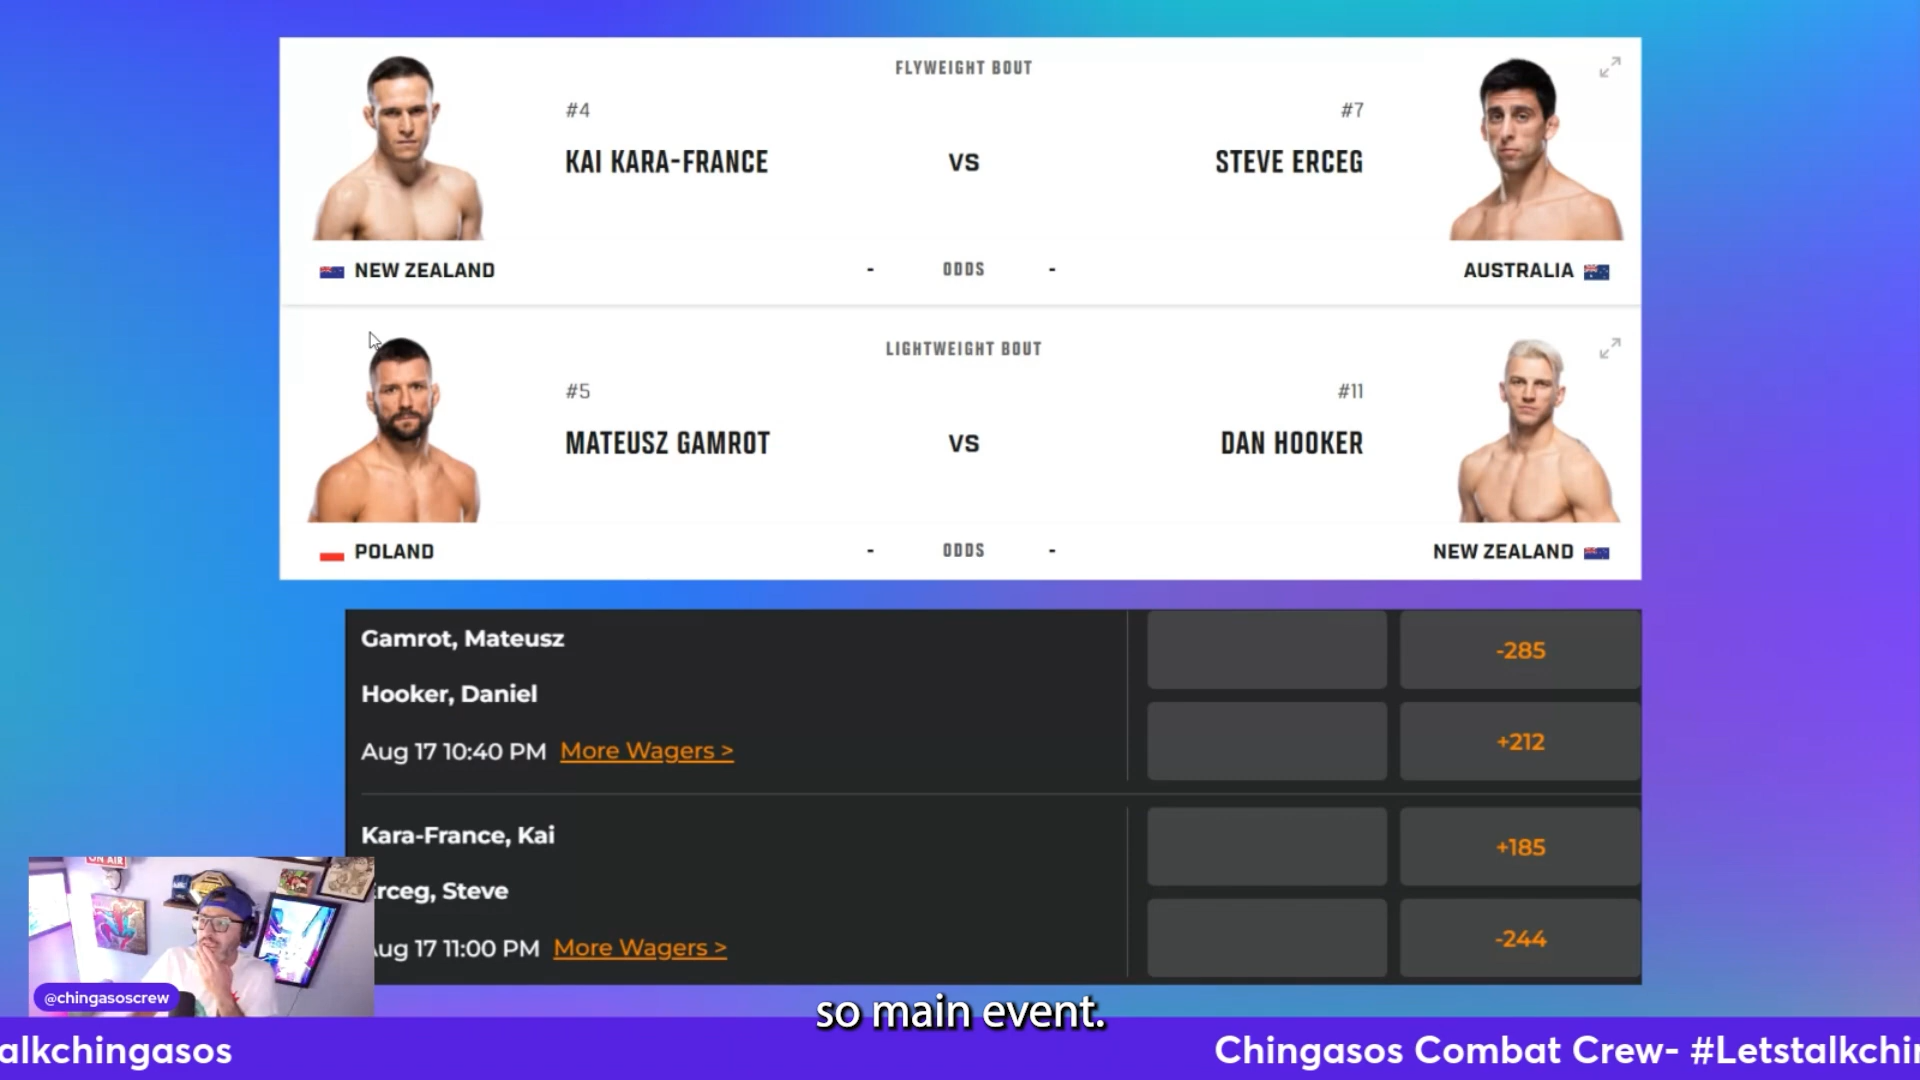 FLYWEIGHT BOUT
#4
#7
KAI KARA-FRANCE
VS
STEVE ERCEG
NEW ZEALAND
- ODDS -
AUSTRALIA
LIGHTWEIGHT BOUT
#5
#11
MATEUSZ GAMROT
VS
DAN HOOKER
POLAND
- ODDS -
NEW ZEALAND
Gamrot, Mateusz
-285
Hooker, Daniel
+212
Aug 17 10:40 PM More Wagers >
Kara-France, Kai
+185
rceg, Steve
-244
ug 17 11:00 PM More Wagers >
ON AIR
@chingasoscrew
so main event.
alkchingasos
Chingasos Combat Crew- #Letstalkchin